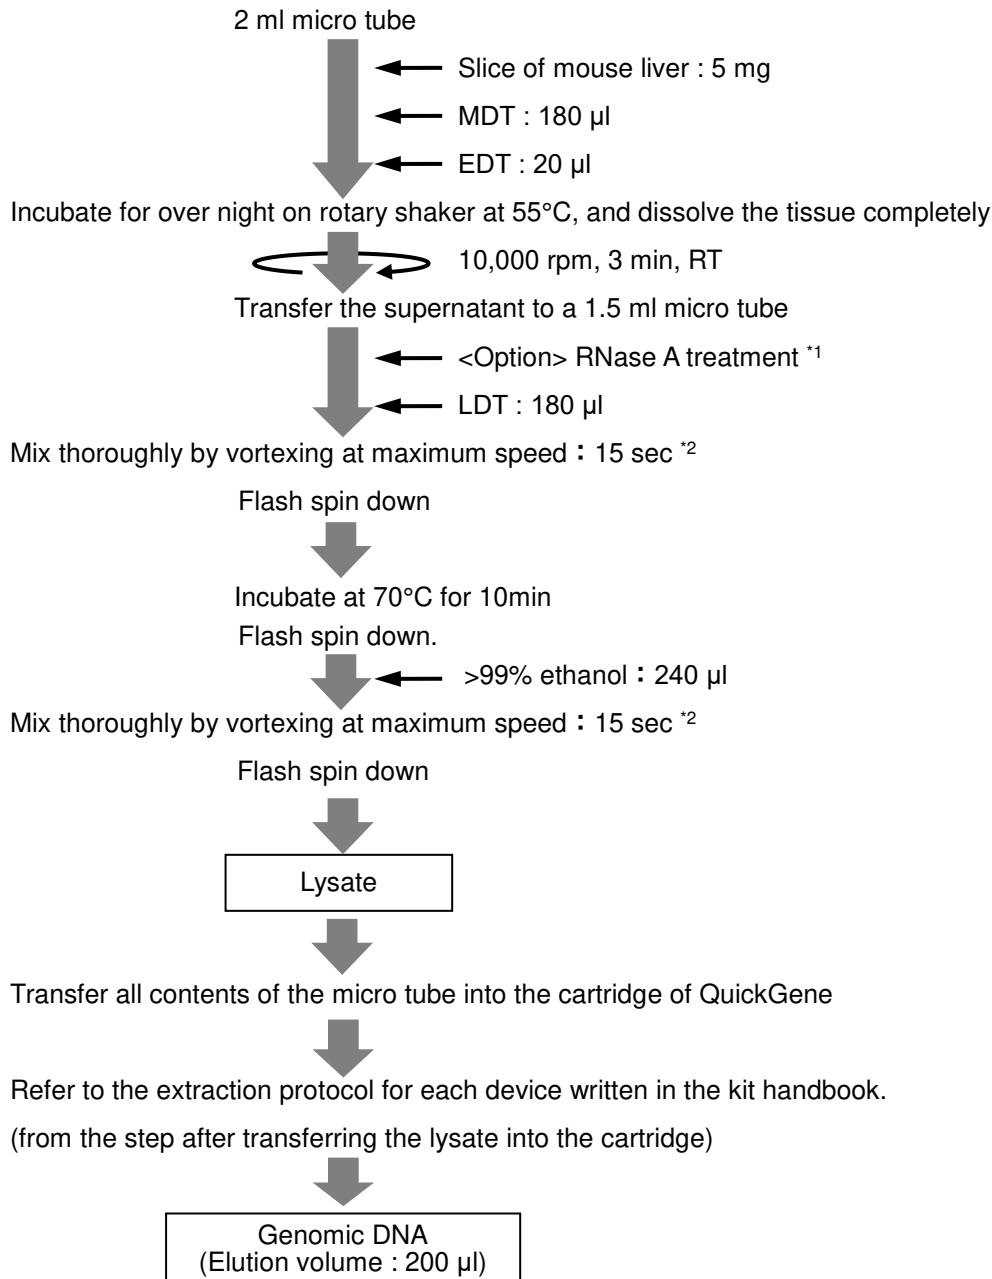 2 ml micro tube
Slice of mouse liver : 5 mg
MDT : 180 µl
EDT : 20 µl
Incubate for over night on rotary shaker at 55°C, and dissolve the tissue completely
10,000 rpm, 3 min, RT
Transfer the supernatant to a 1.5 ml micro tube
<Option> RNase A treatment *1
LDT : 180 µl
Mix thoroughly by vortexing at maximum speed：15 sec *2
Flash spin down
Incubate at 70°C for 10min
Flash spin down.
>99% ethanol：240 µl
Mix thoroughly by vortexing at maximum speed：15 sec *2
Flash spin down
Lysate
Transfer all contents of the micro tube into the cartridge of QuickGene
Refer to the extraction protocol for each device written in the kit handbook.
(from the step after transferring the lysate into the cartridge)
Genomic DNA
(Elution volume : 200 µl)